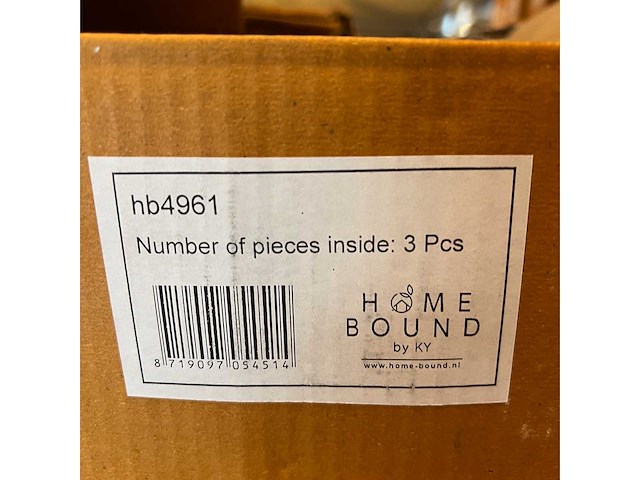 hb4961
Number of pieces inside: 3 Pcs
HOME
BOUND
by KY
www.home-bound.nl
8 719097 054514